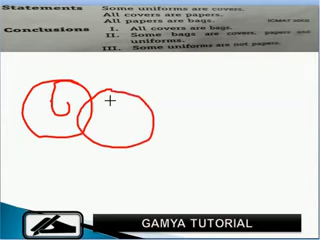 Statements Some uniforms are covers.
All covers are papers.
All papers are bags. [CMAT 2002]
Conclusions I. All covers are bags.
II. Some bags are covers, papers and
uniforms.
III. Some uniforms are not papers.
U
GAMYA TUTORIAL